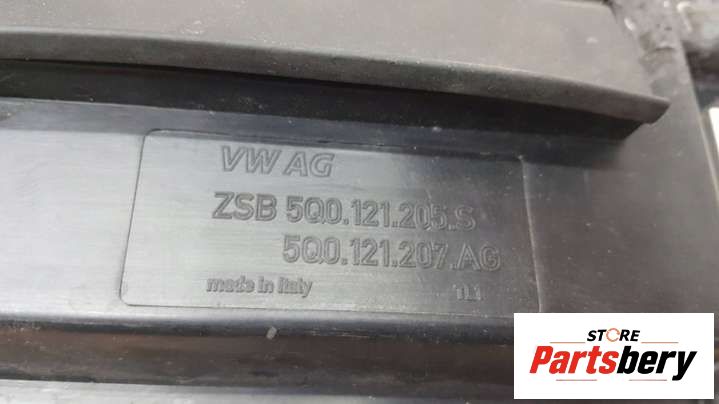 VW AG
ZSB 5Q0.121.205.S
5Q0.121.207.AG
made in Italy
STORE
Partsbery